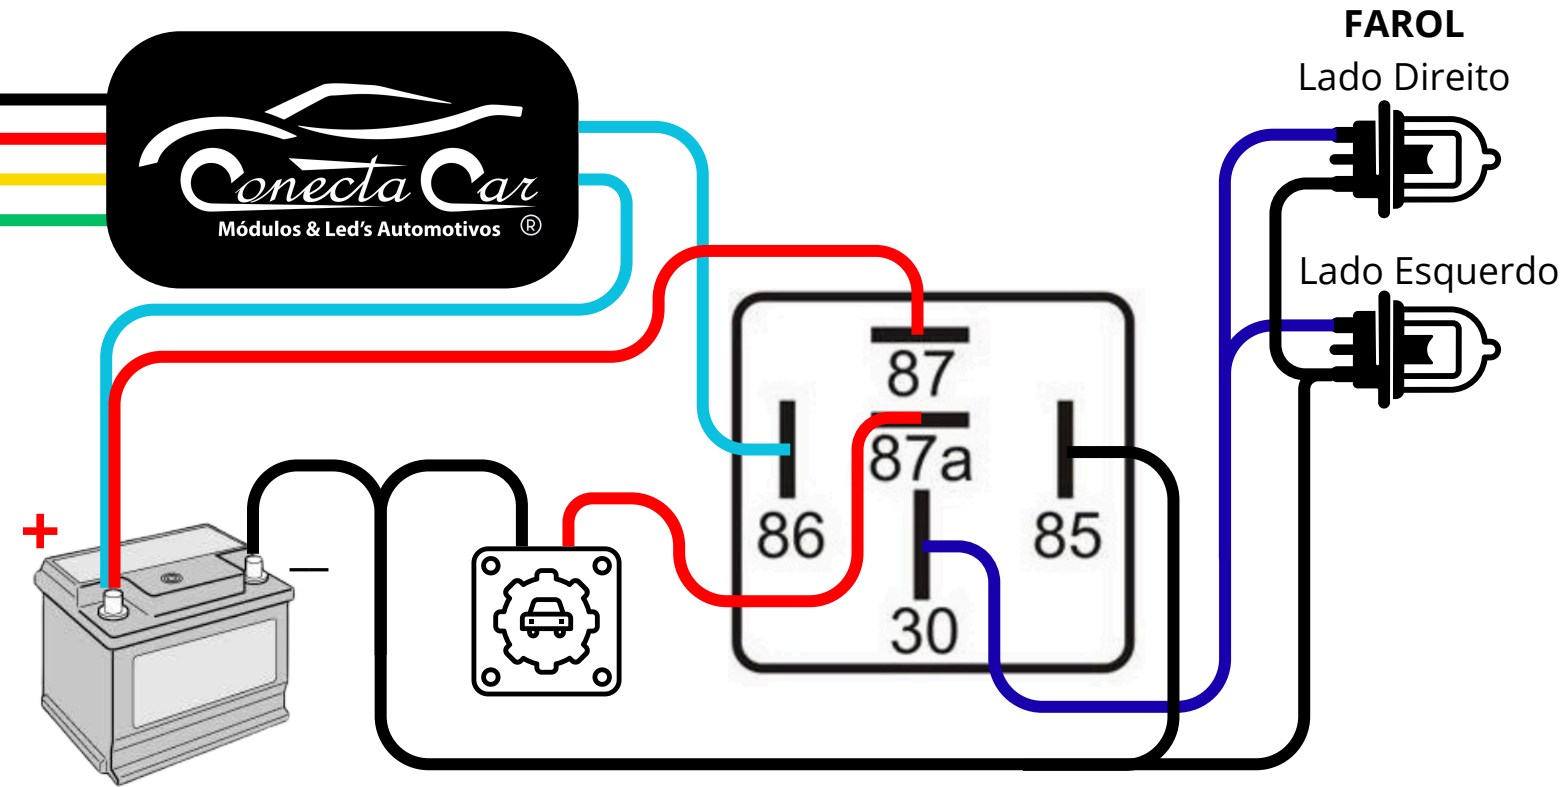 FAROL
Lado Direito
Conecta Car
Módulos & Led's Automotivos ®
Lado Esquerdo
87
87a
86
85
30
+
—